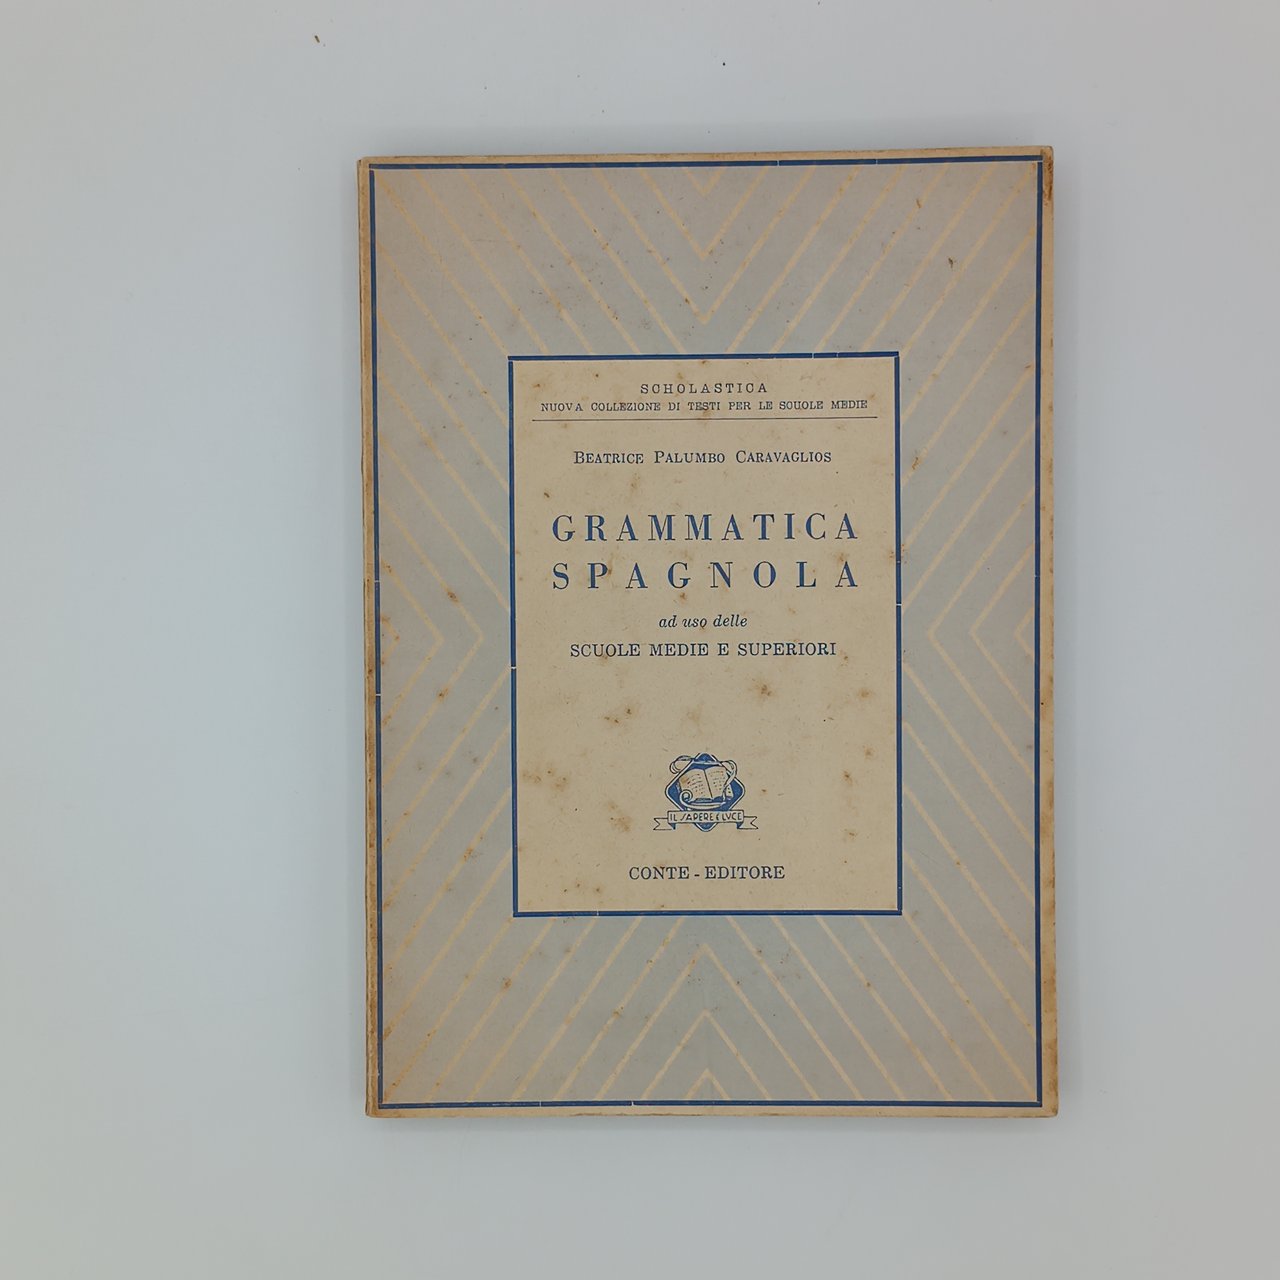 SCHOLASTICA
NUOVA COLLEZIONE DI TESTI PER LE SCUOLE MEDIE
BEATRICE PALUMBO CARAVAGLIOS
GRAMMATICA
SPAGNOLA
ad uso delle
SCUOLE MEDIE E SUPERIORI
IL SAPERE È LVCE
CONTE - EDITORE